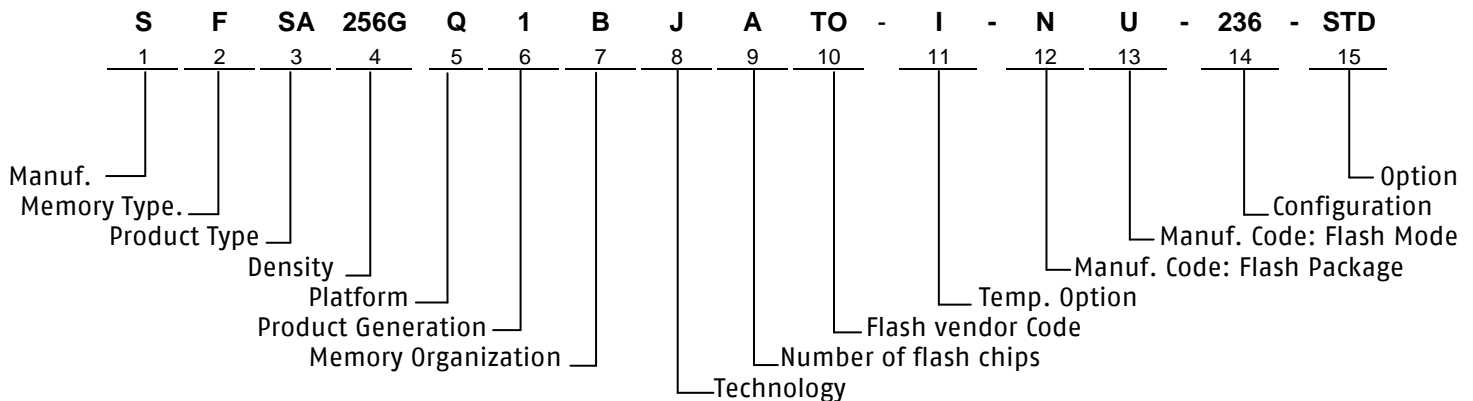 S F SA 256G Q 1 B J A TO - I - N U - 236 - STD
1 2 3 4 5 6 7 8 9 10 11 12 13 14 15
Manuf. Option
Memory Type. Configuration
Product Type Manuf. Code: Flash Mode
Density Manuf. Code: Flash Package
Platform Temp. Option
Product Generation Flash vendor Code
Memory Organization Number of flash chips
Technology